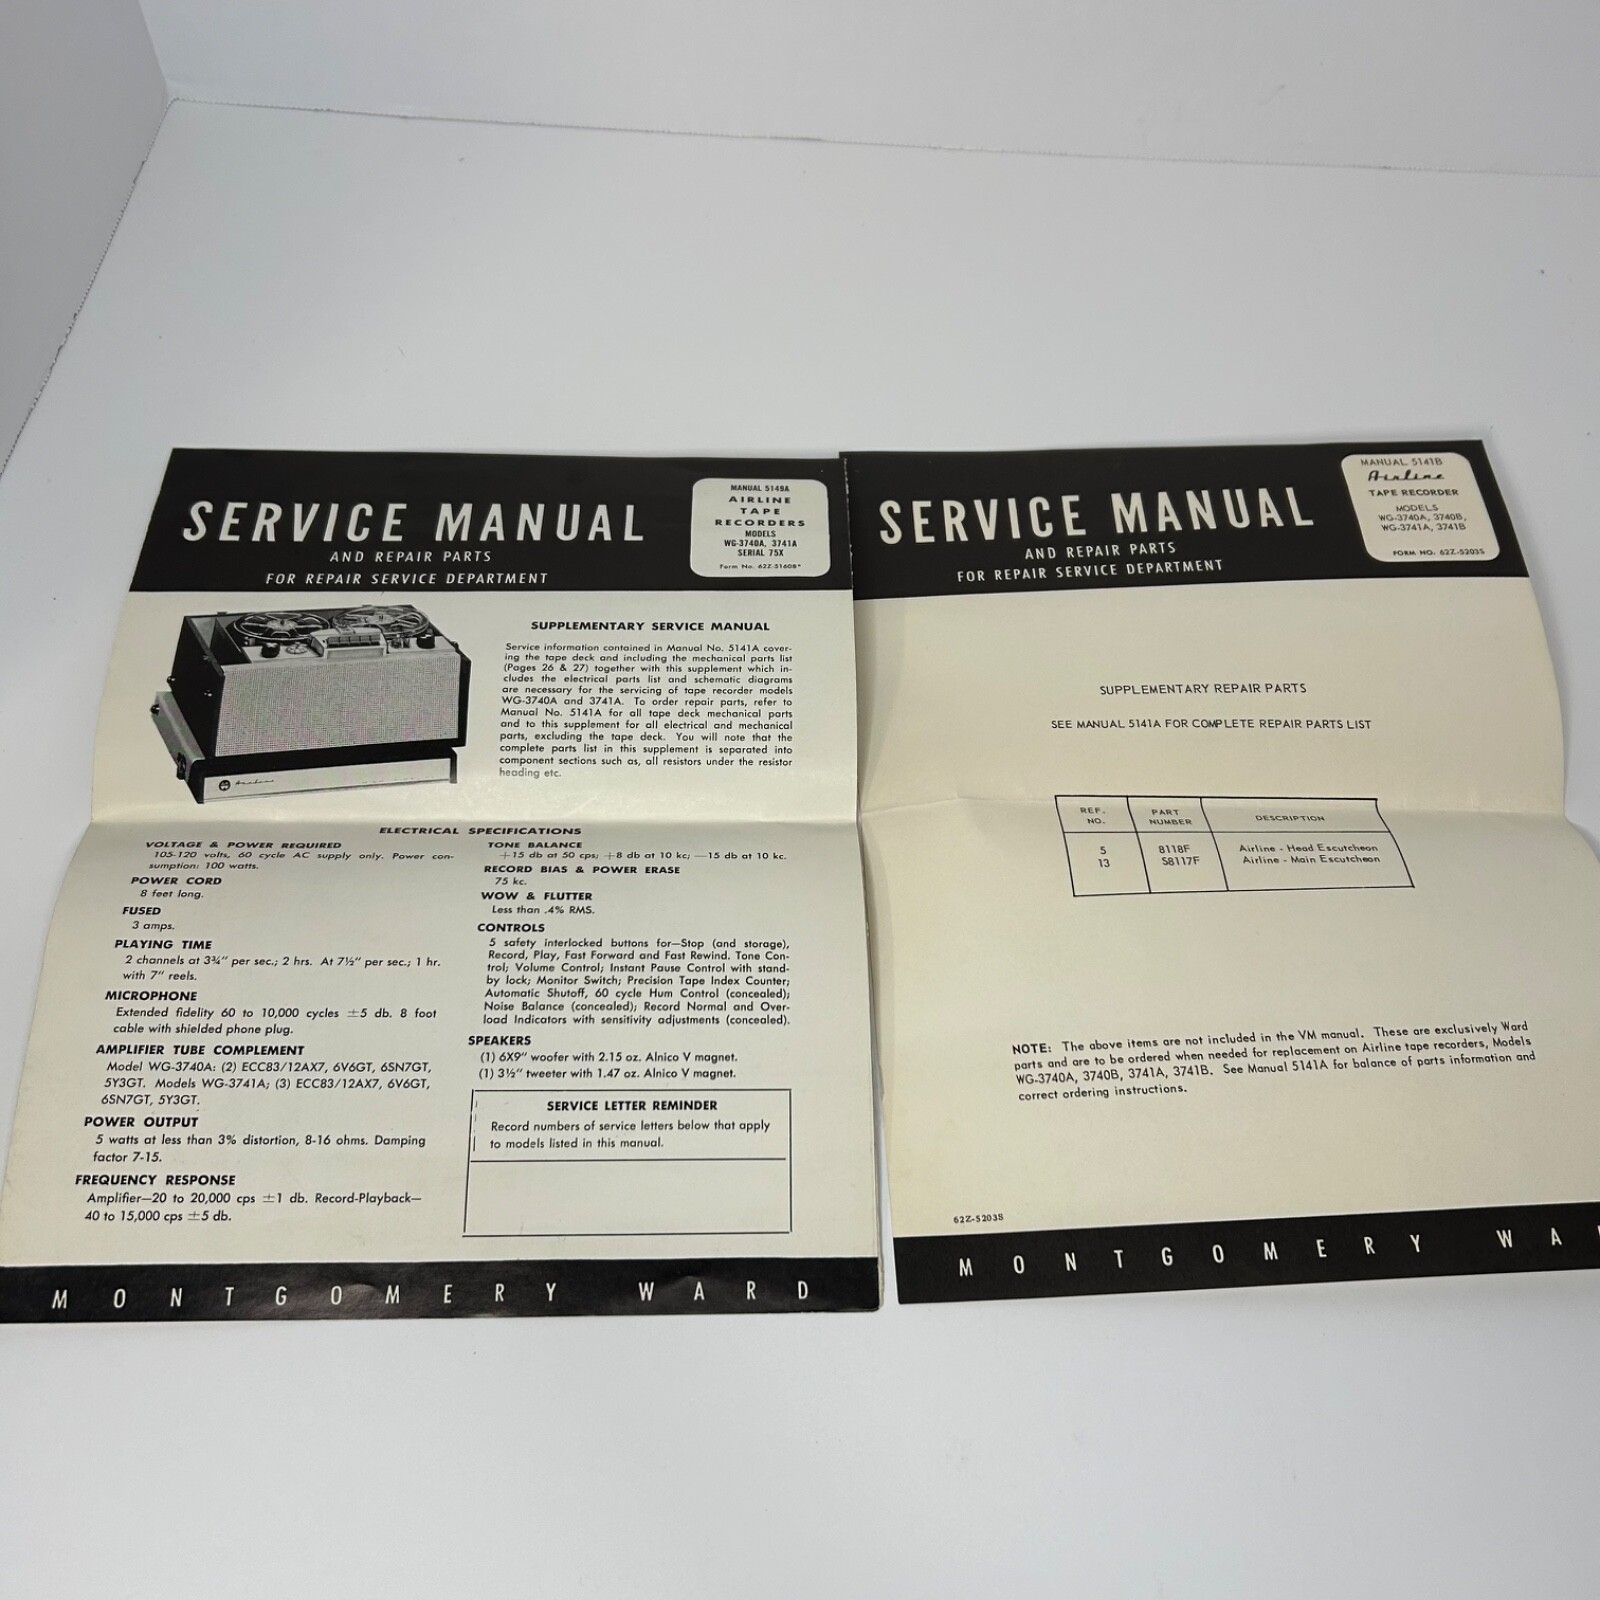 SERVICE MANUAL
AND REPAIR PARTS
FOR REPAIR SERVICE DEPARTMENT
MANUAL 5149A
AIRLINE
TAPE
RECORDERS
MODELS
WG-3740A, 3741A
SERIAL 75X
Form No. 62Z-5160B*
Airline
SUPPLEMENTARY SERVICE MANUAL
Service information contained in Manual No. 5141A cover-
ing the tape deck and including the mechanical parts list
(Pages 26 & 27) together with this supplement which in-
cludes the electrical parts list and schematic diagrams
are necessary for the servicing of tape recorder models
WG-3740A and 3741A. To order repair parts, refer to
Manual No. 5141A for all tape deck mechanical parts
and to this supplement for all electrical and mechanical
parts, excluding the tape deck. You will note that the
complete parts list in this supplement is separated into
component sections such as, all resistors under the resistor
heading etc.
ELECTRICAL SPECIFICATIONS
VOLTAGE & POWER REQUIRED
105-120 volts, 60 cycle AC supply only. Power con-
sumption: 100 watts.
POWER CORD
8 feet long.
FUSED
3 amps.
PLAYING TIME
2 channels at 3¾" per sec.; 2 hrs. At 7½" per sec.; 1 hr.
with 7" reels.
MICROPHONE
Extended fidelity 60 to 10,000 cycles ±5 db. 8 foot
cable with shielded phone plug.
AMPLIFIER TUBE COMPLEMENT
Model WG-3740A: (2) ECC83/12AX7, 6V6GT, 6SN7GT,
5Y3GT. Models WG-3741A; (3) ECC83/12AX7, 6V6GT,
6SN7GT, 5Y3GT.
POWER OUTPUT
5 watts at less than 3% distortion, 8-16 ohms. Damping
factor 7-15.
FREQUENCY RESPONSE
Amplifier—20 to 20,000 cps ±1 db. Record-Playback—
40 to 15,000 cps ±5 db.
TONE BALANCE
+15 db at 50 cps; +8 db at 10 kc; —15 db at 10 kc.
RECORD BIAS & POWER ERASE
75 kc.
WOW & FLUTTER
Less than .4% RMS.
CONTROLS
5 safety interlocked buttons for—Stop (and storage),
Record, Play, Fast Forward and Fast Rewind. Tone Con-
trol; Volume Control; Instant Pause Control with stand-
by lock; Monitor Switch; Precision Tape Index Counter;
Automatic Shutoff, 60 cycle Hum Control (concealed);
Noise Balance (concealed); Record Normal and Over-
load Indicators with sensitivity adjustments (concealed).
SPEAKERS
(1) 6X9" woofer with 2.15 oz. Alnico V magnet.
(1) 3½" tweeter with 1.47 oz. Alnico V magnet.
SERVICE LETTER REMINDER
Record numbers of service letters below that apply
to models listed in this manual.
MONTGOMERY WARD
SERVICE MANUAL
AND REPAIR PARTS
FOR REPAIR SERVICE DEPARTMENT
MANUAL 5141B
Airline
TAPE RECORDER
MODELS
WG-3740A, 3740B,
WG-3741A, 3741B
FORM NO. 62Z-5203S
SUPPLEMENTARY REPAIR PARTS
SEE MANUAL 5141A FOR COMPLETE REPAIR PARTS LIST
REF. NO. PART NUMBER DESCRIPTION
5 8118F Airline - Head Escutcheon
13 S8117F Airline - Main Escutcheon
NOTE: The above items are not included in the VM manual. These are exclusively Ward
parts and are to be ordered when needed for replacement on Airline tape recorders, Models
WG-3740A, 3740B, 3741A, 3741B. See Manual 5141A for balance of parts information and
correct ordering instructions.
62Z-5203S
MONTGOMERY WA